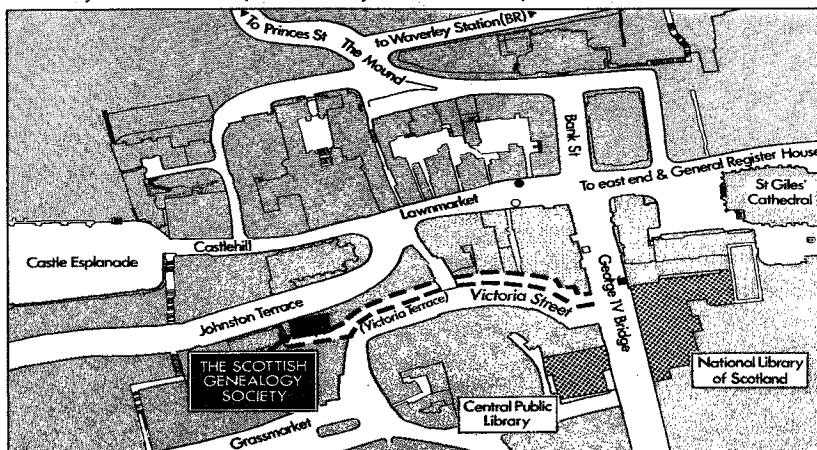 To Princes St
to Waverley Station(BR)
The Mound
Bank St
To east end & General Register House
St Giles'
Cathedral
Lawnmarket
Castlehill
Castle Esplanade
Johnston Terrace
(Victoria Terrace)
Victoria Street
George IV Bridge
THE SCOTTISH
GENEALOGY
SOCIETY
National Library
of Scotland
Central Public
Library
Grassmarket